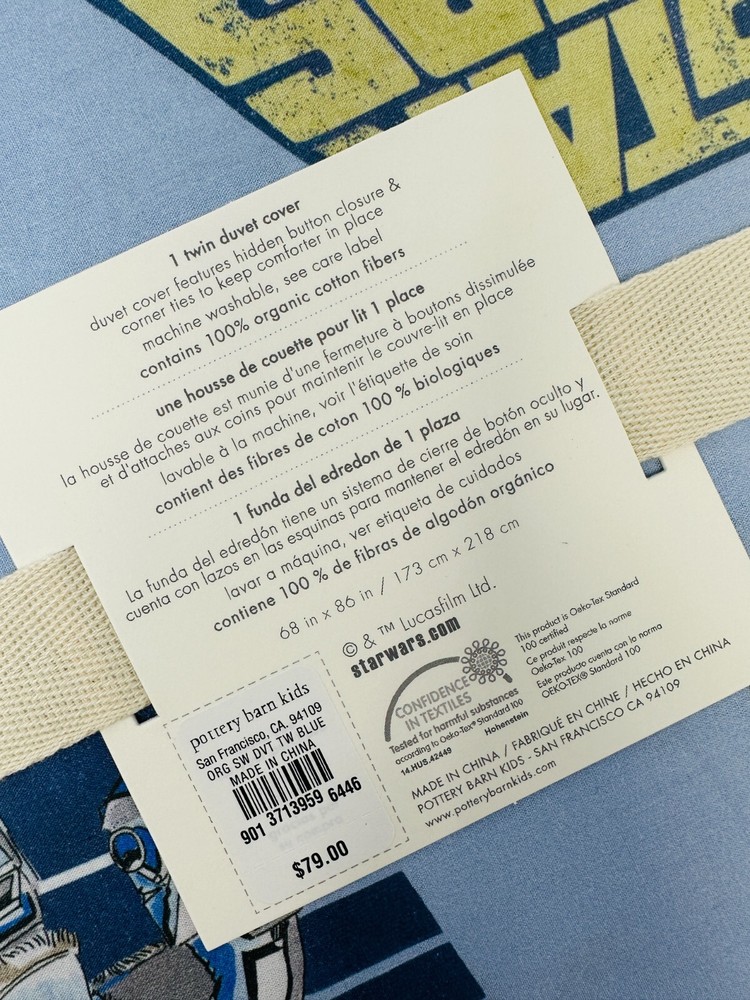 STAR
WARS
1 twin duvet cover
duvet cover features hidden button closure &
corner ties to keep comforter in place
machine washable, see care label
contains 100% organic cotton fibers
une housse de couette pour lit 1 place
la housse de couette est munie d'une fermeture à boutons dissimulée
et d'attaches aux coins pour maintenir le couvre-lit en place
lavable à la machine, voir l'étiquette de soin
contient des fibres de coton 100 % biologiques
1 funda del edredon de 1 plaza
La funda del edredón tiene un sistema de cierre de botón oculto y
cuenta con lazos en las esquinas para mantener el edredón en su lugar.
lavar a máquina, ver etiqueta de cuidados
contiene 100 % de fibras de algodón orgánico
68 in x 86 in / 173 cm x 218 cm
© & ™ Lucasfilm Ltd.
starwars.com
CONFIDENCE
IN TEXTILES
Tested for harmful substances
according to Oeko-Tex® Standard 100
14.HUS.42449 Hohenstein
This product is Oeko-Tex Standard
100 certified
Ce produit respecte la norme
Oeko-Tex 100
Este producto cuenta con la norma
OEKO-TEX® Standard 100
MADE IN CHINA / FABRIQUÉ EN CHINE / HECHO EN CHINA
POTTERY BARN KIDS - SAN FRANCISCO CA 94109
www.potterybarnkids.com
pottery barn kids
San Francisco, CA. 94109
ORG SW DVT TW BLUE
MADE IN CHINA
901 3713959 6446
$79.00